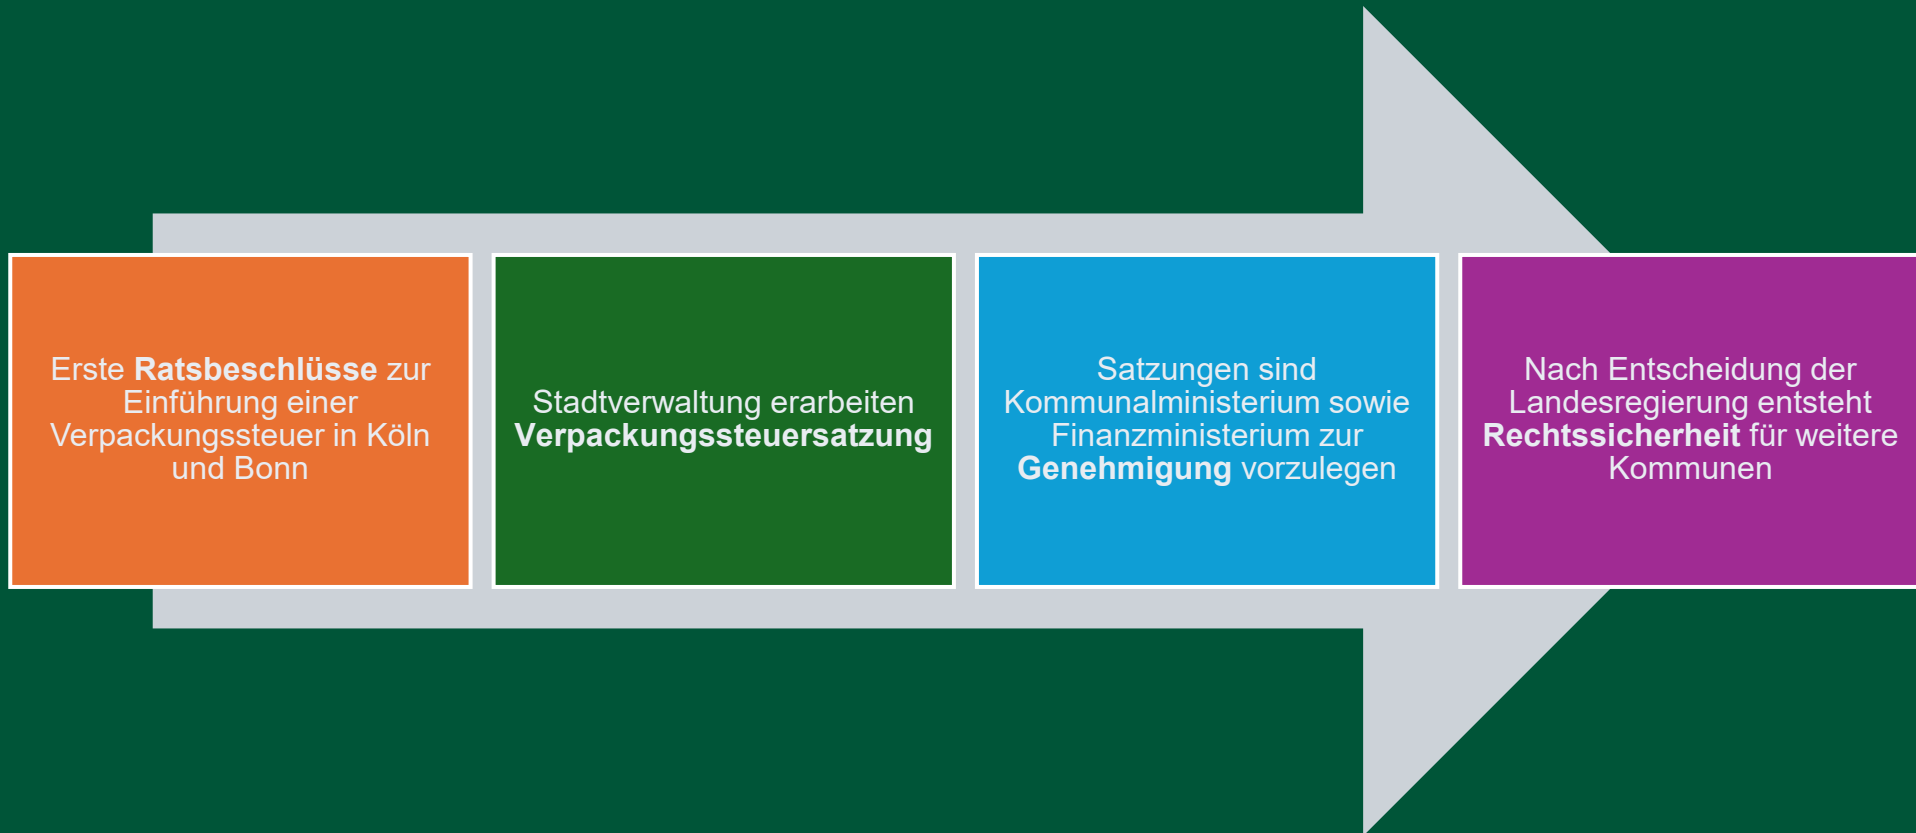 Erste Ratsbeschlüsse zur
Einführung einer
Verpackungssteuer in Köln
und Bonn
Stadtverwaltung erarbeiten
Verpackungssteuersatzung
Satzungen sind
Kommunalministerium sowie
Finanzministerium zur
Genehmigung vorzulegen
Nach Entscheidung der
Landesregierung entsteht
Rechtssicherheit für weitere
Kommunen